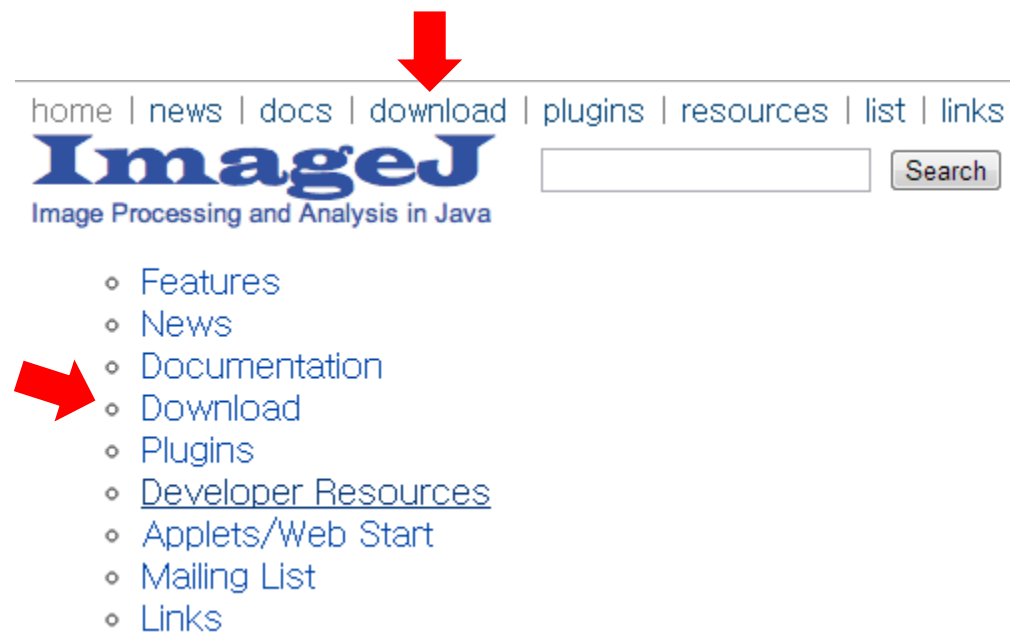 home | news | docs | download | plugins | resources | list | links
ImageJ
Search
Image Processing and Analysis in Java
Features
News
Documentation
Download
Plugins
Developer Resources
Applets/Web Start
Mailing List
Links